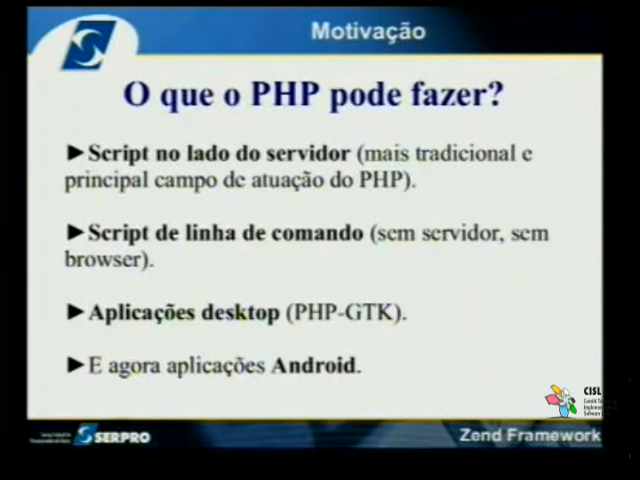 Motivação
O que o PHP pode fazer?
►Script no lado do servidor (mais tradicional e
principal campo de atuação do PHP).
►Script de linha de comando (sem servidor, sem
browser).
►Aplicações desktop (PHP-GTK).
►E agora aplicações Android.
CISL
SERPRO
Zend Framework